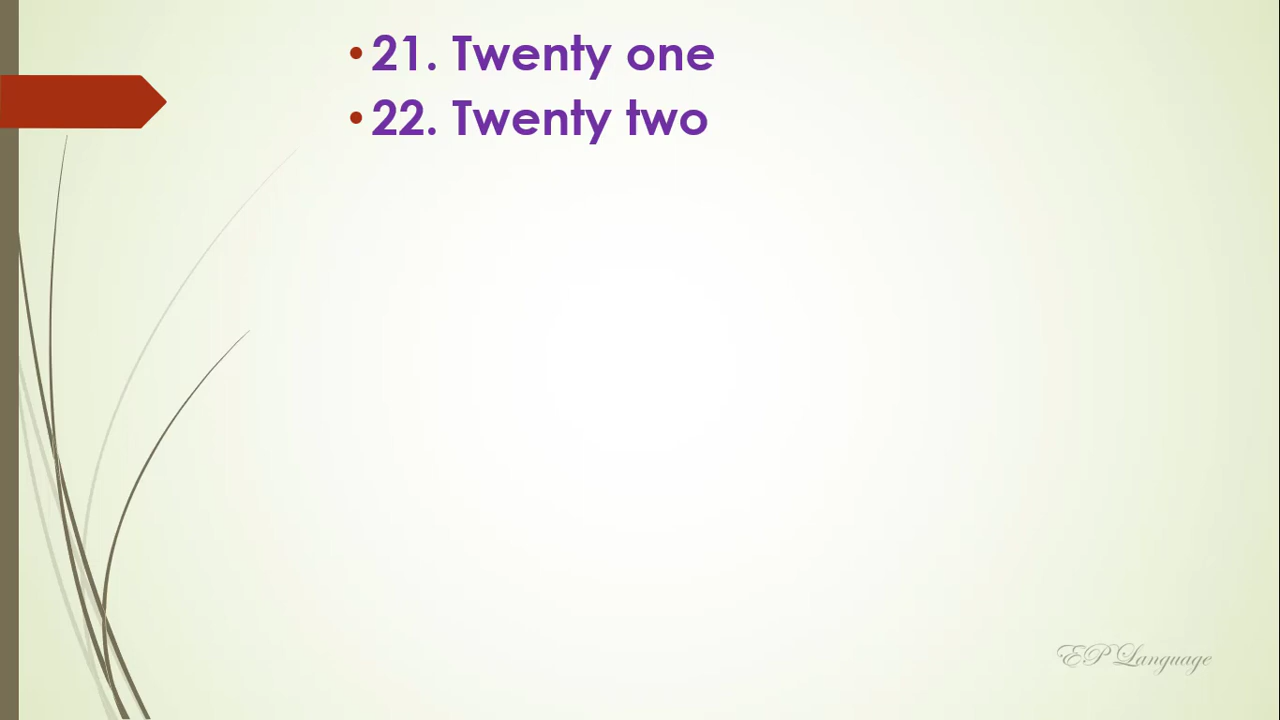 • 21. Twenty one
• 22. Twenty two
EP Language